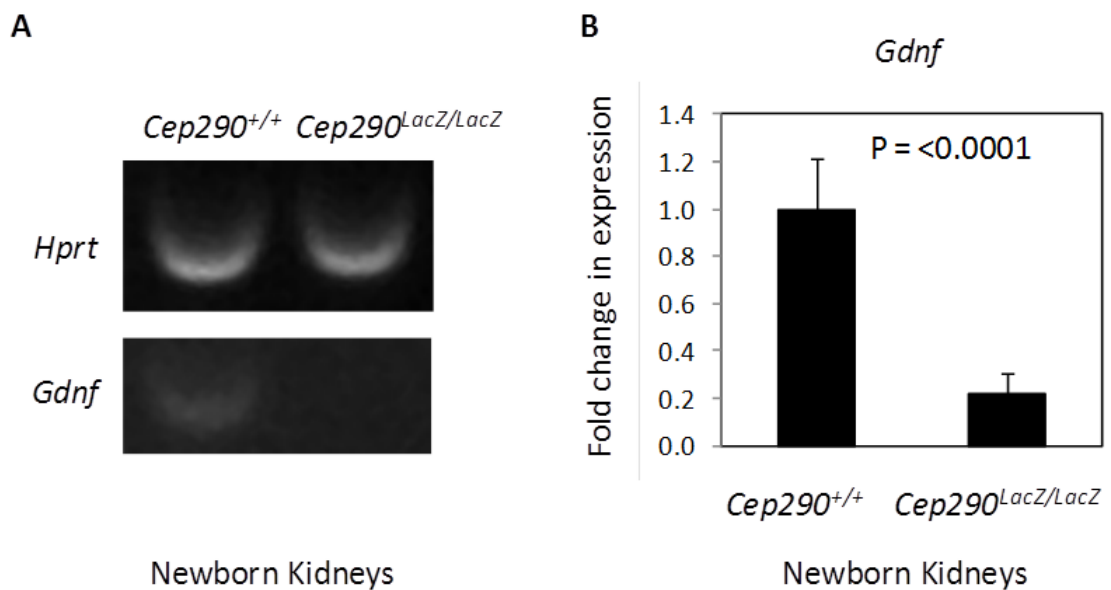 A
Cep290+/+ Cep290LacZ/LacZ
Hprt
Gdnf
Newborn Kidneys
B
Gdnf
Fold change in expression
1.4
1.2
1.0
0.8
0.6
0.4
0.2
0.0
P = <0.0001
Cep290+/+ Cep290LacZ/LacZ
Newborn Kidneys